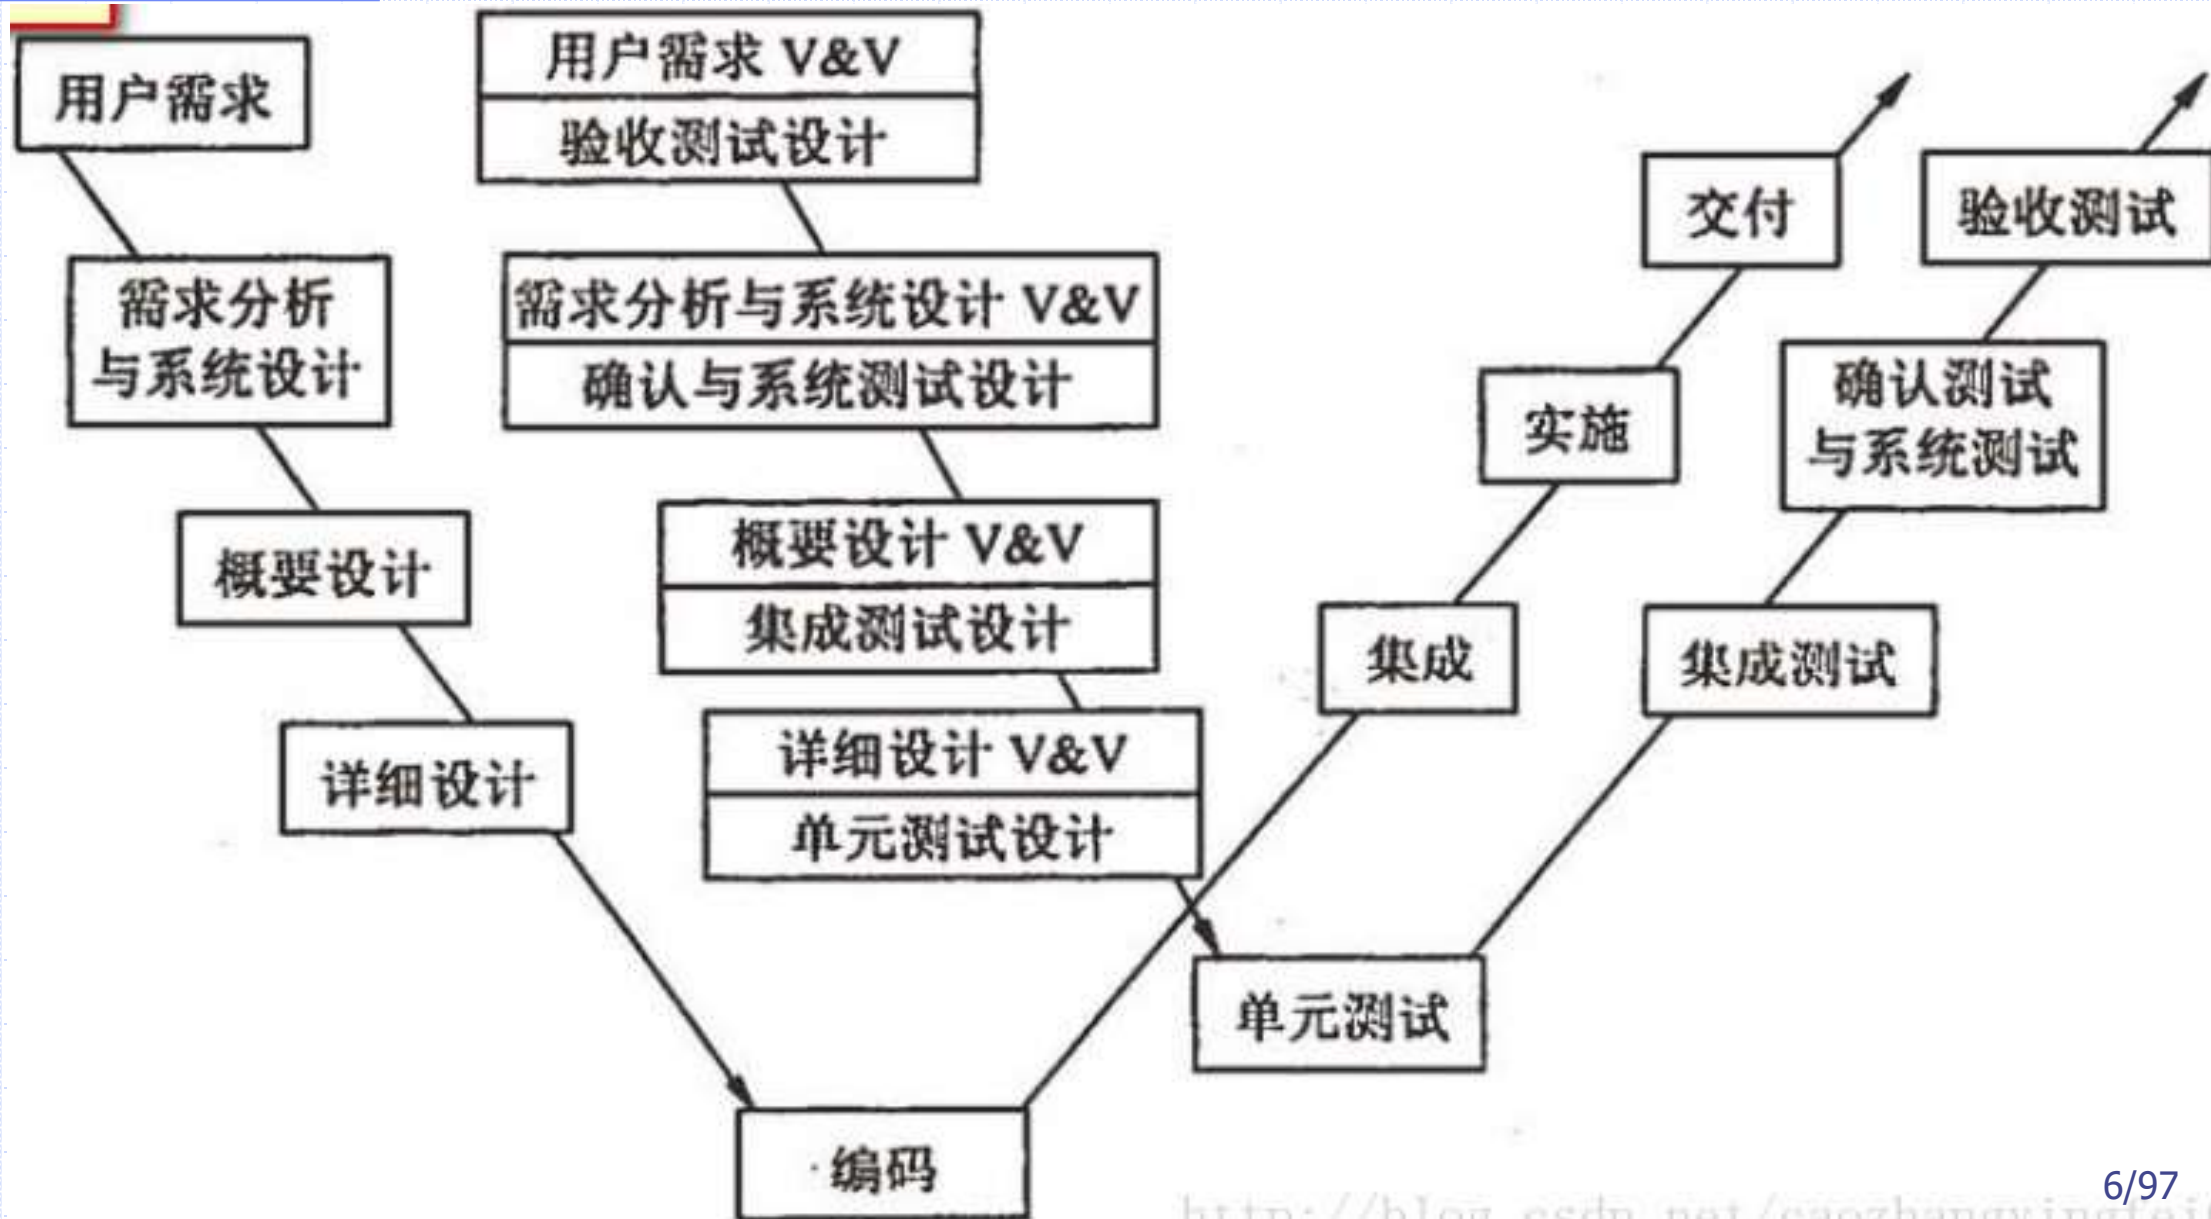 用户需求
需求分析
与系统设计
概要设计
详细设计
编码
用户需求 V&V
验收测试设计
需求分析与系统设计 V&V
确认与系统测试设计
概要设计 V&V
集成测试设计
详细设计 V&V
单元测试设计
交付
实施
集成
验收测试
确认测试
与系统测试
集成测试
单元测试
6/97